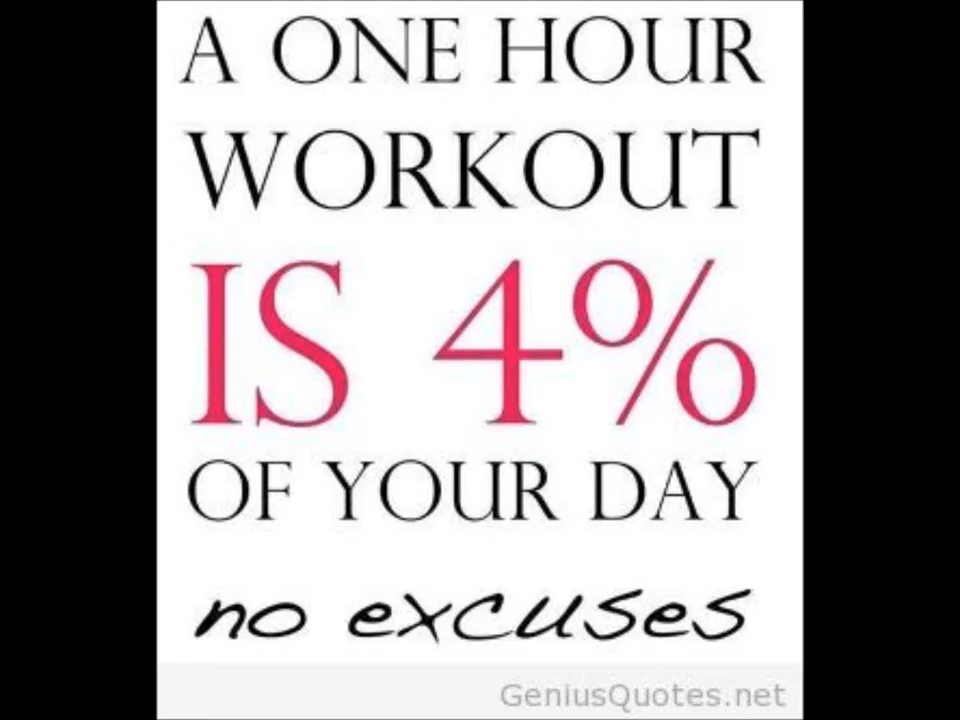 A ONE HOUR
WORKOUT
IS 4%
OF YOUR DAY
no excuses
GeniusQuotes.net